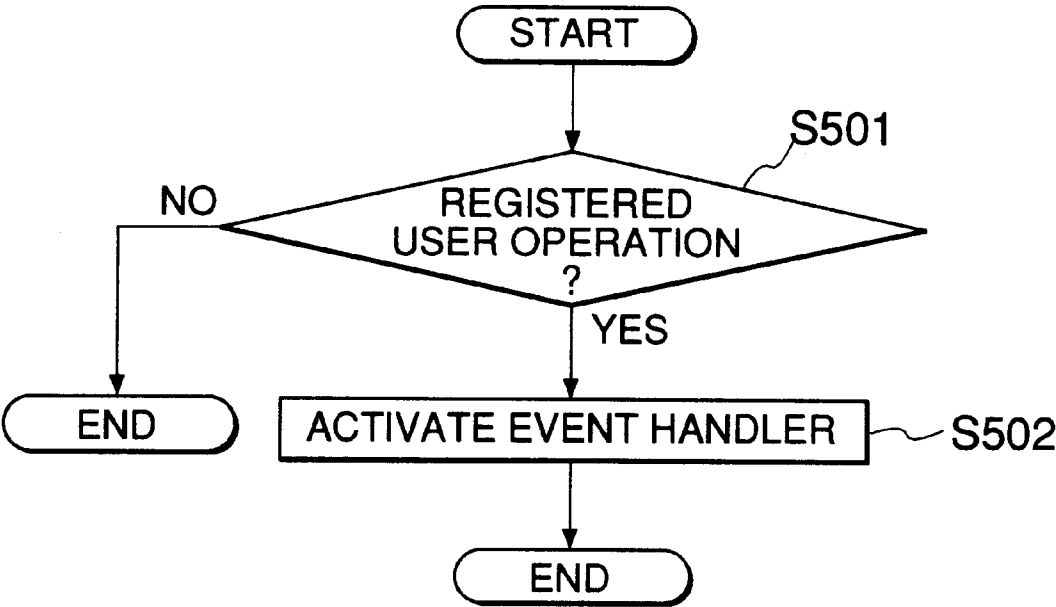 START
S501
NO
REGISTERED
USER OPERATION
?
YES
END
ACTIVATE EVENT HANDLER
S502
END